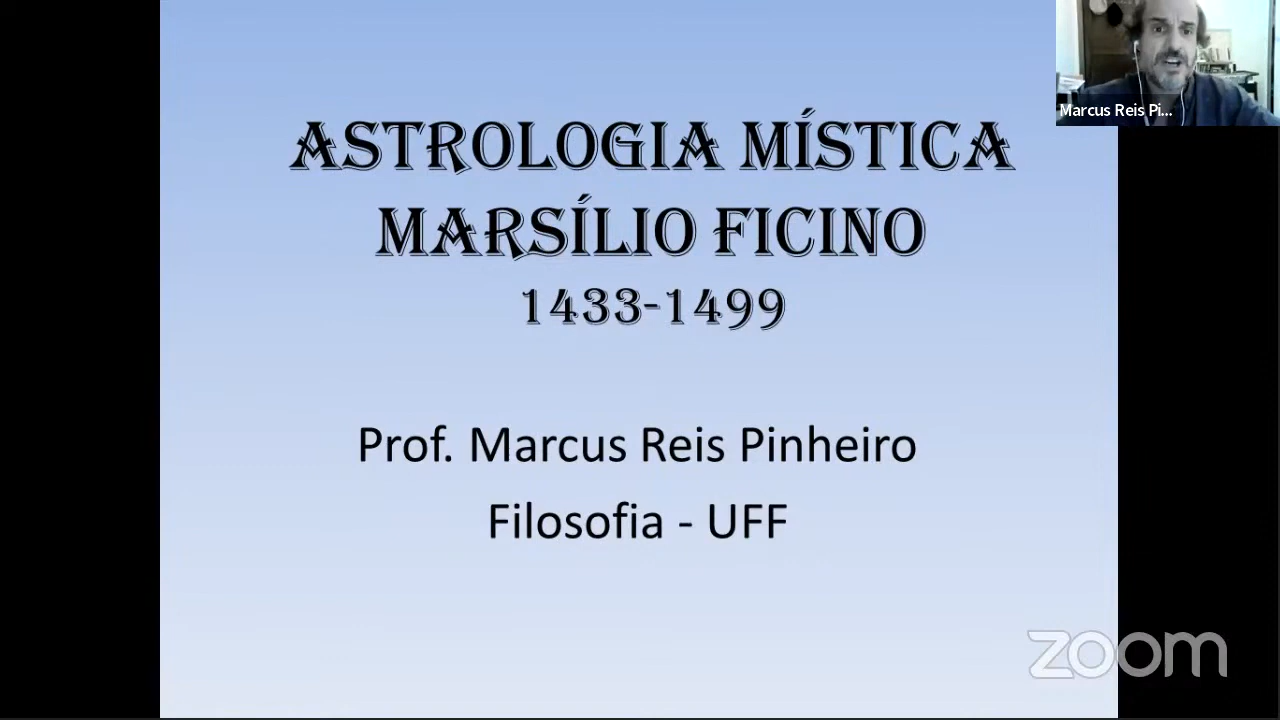 ASTROLOGIA MÍSTICA
MARSÍLIO FICINO
1433-1499
Prof. Marcus Reis Pinheiro
Filosofia - UFF
Marcus Reis Pi...
zoom